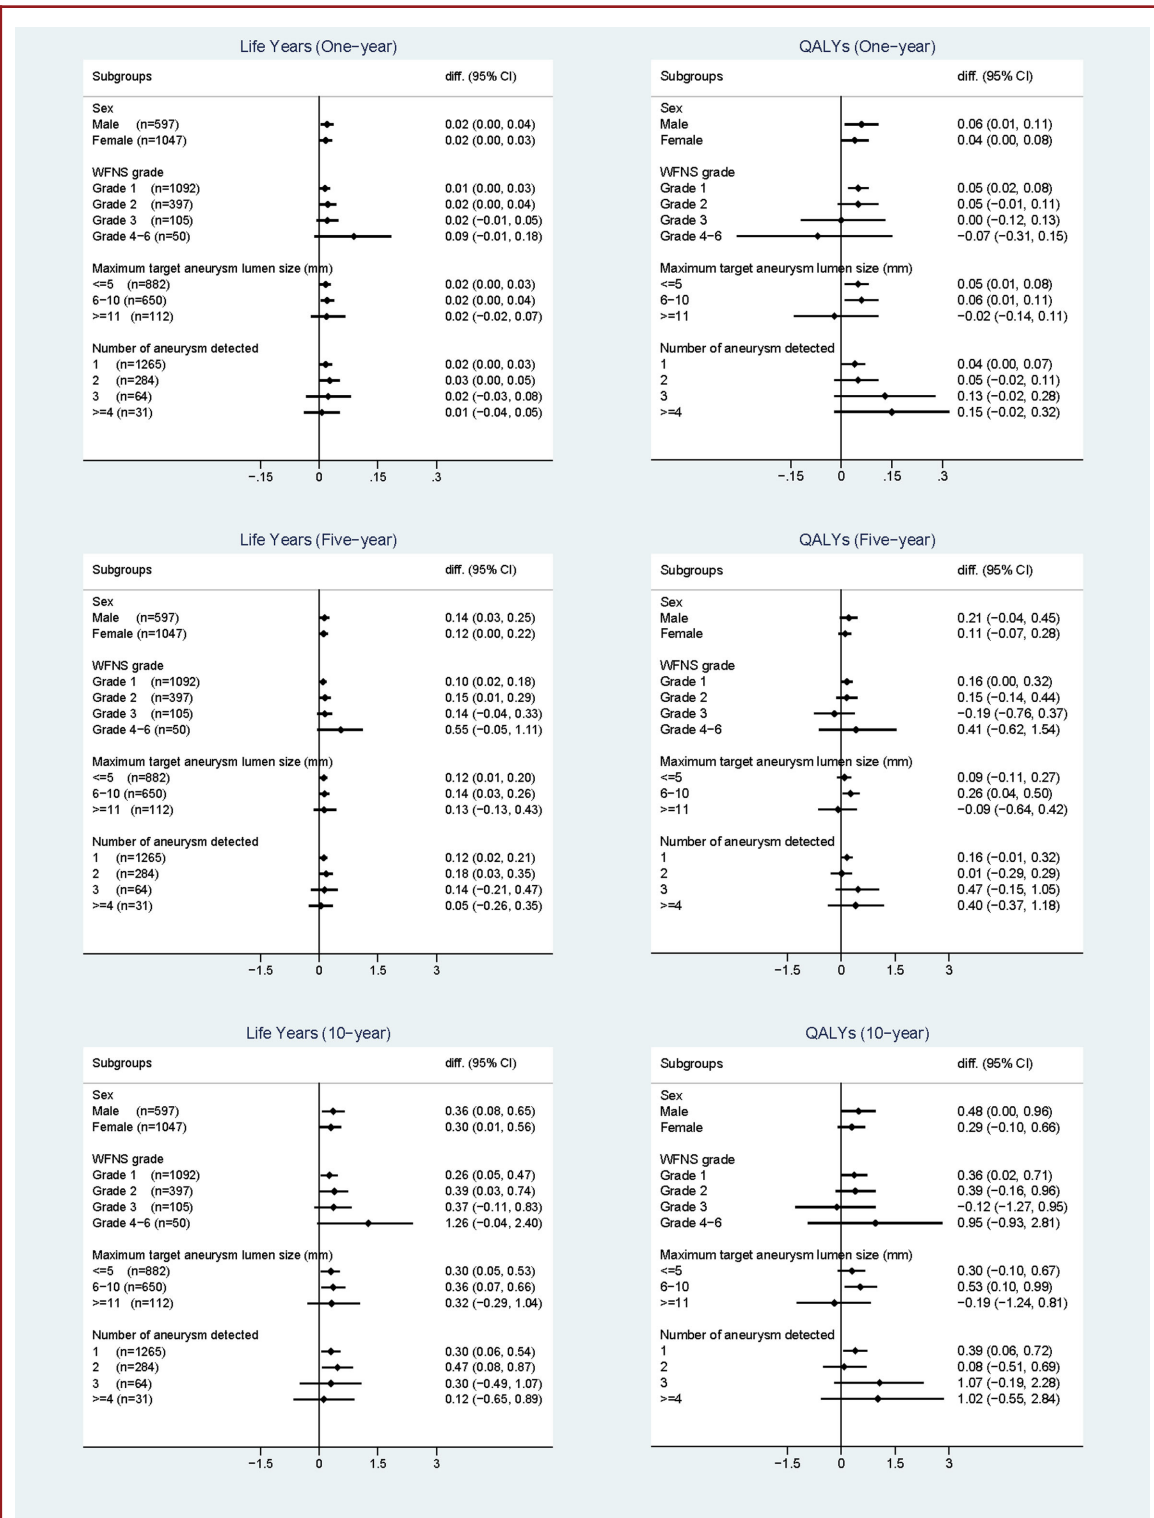 Life Years (One−year)
Subgroups diff. (95% CI)
Sex
Male (n=597) 0.02 (0.00, 0.04)
Female (n=1047) 0.02 (0.00, 0.03)
WFNS grade
Grade 1 (n=1092) 0.01 (0.00, 0.03)
Grade 2 (n=397) 0.02 (0.00, 0.04)
Grade 3 (n=105) 0.02 (−0.01, 0.05)
Grade 4−6 (n=50) 0.09 (−0.01, 0.18)
Maximum target aneurysm lumen size (mm)
<=5 (n=882) 0.02 (0.00, 0.03)
6−10 (n=650) 0.02 (0.00, 0.04)
>=11 (n=112) 0.02 (−0.02, 0.07)
Number of aneurysm detected
1 (n=1265) 0.02 (0.00, 0.03)
2 (n=284) 0.03 (0.00, 0.05)
3 (n=64) 0.02 (−0.03, 0.08)
>=4 (n=31) 0.01 (−0.04, 0.05)
−.15 0 .15 .3
QALYs (One−year)
Subgroups diff. (95% CI)
Sex
Male 0.06 (0.01, 0.11)
Female 0.04 (0.00, 0.08)
WFNS grade
Grade 1 0.05 (0.02, 0.08)
Grade 2 0.05 (−0.01, 0.11)
Grade 3 0.00 (−0.12, 0.13)
Grade 4−6 −0.07 (−0.31, 0.15)
Maximum target aneurysm lumen size (mm)
<=5 0.05 (0.01, 0.08)
6−10 0.06 (0.01, 0.11)
>=11 −0.02 (−0.14, 0.11)
Number of aneurysm detected
1 0.04 (0.00, 0.07)
2 0.05 (−0.02, 0.11)
3 0.13 (−0.02, 0.28)
>=4 0.15 (−0.02, 0.32)
−.15 0 .15 .3
Life Years (Five−year)
Subgroups diff. (95% CI)
Sex
Male (n=597) 0.14 (0.03, 0.25)
Female (n=1047) 0.12 (0.00, 0.22)
WFNS grade
Grade 1 (n=1092) 0.10 (0.02, 0.18)
Grade 2 (n=397) 0.15 (0.01, 0.29)
Grade 3 (n=105) 0.14 (−0.04, 0.33)
Grade 4−6 (n=50) 0.55 (−0.05, 1.11)
Maximum target aneurysm lumen size (mm)
<=5 (n=882) 0.12 (0.01, 0.20)
6−10 (n=650) 0.14 (0.03, 0.26)
>=11 (n=112) 0.13 (−0.13, 0.43)
Number of aneurysm detected
1 (n=1265) 0.12 (0.02, 0.21)
2 (n=284) 0.18 (0.03, 0.35)
3 (n=64) 0.14 (−0.21, 0.47)
>=4 (n=31) 0.05 (−0.26, 0.35)
−1.5 0 1.5 3
QALYs (Five−year)
Subgroups diff. (95% CI)
Sex
Male 0.21 (−0.04, 0.45)
Female 0.11 (−0.07, 0.28)
WFNS grade
Grade 1 0.16 (0.00, 0.32)
Grade 2 0.15 (−0.14, 0.44)
Grade 3 −0.19 (−0.76, 0.37)
Grade 4−6 0.41 (−0.62, 1.54)
Maximum target aneurysm lumen size (mm)
<=5 0.09 (−0.11, 0.27)
6−10 0.26 (0.04, 0.50)
>=11 −0.09 (−0.64, 0.42)
Number of aneurysm detected
1 0.16 (−0.01, 0.32)
2 0.01 (−0.29, 0.29)
3 0.47 (−0.15, 1.05)
>=4 0.40 (−0.37, 1.18)
−1.5 0 1.5 3
Life Years (10−year)
Subgroups diff. (95% CI)
Sex
Male (n=597) 0.36 (0.08, 0.65)
Female (n=1047) 0.30 (0.01, 0.56)
WFNS grade
Grade 1 (n=1092) 0.26 (0.05, 0.47)
Grade 2 (n=397) 0.39 (0.03, 0.74)
Grade 3 (n=105) 0.37 (−0.11, 0.83)
Grade 4−6 (n=50) 1.26 (−0.04, 2.40)
Maximum target aneurysm lumen size (mm)
<=5 (n=882) 0.30 (0.05, 0.53)
6−10 (n=650) 0.36 (0.07, 0.66)
>=11 (n=112) 0.32 (−0.29, 1.04)
Number of aneurysm detected
1 (n=1265) 0.30 (0.06, 0.54)
2 (n=284) 0.47 (0.08, 0.87)
3 (n=64) 0.30 (−0.49, 1.07)
>=4 (n=31) 0.12 (−0.65, 0.89)
−1.5 0 1.5 3
QALYs (10−year)
Subgroups diff. (95% CI)
Sex
Male 0.48 (0.00, 0.96)
Female 0.29 (−0.10, 0.66)
WFNS grade
Grade 1 0.36 (0.02, 0.71)
Grade 2 0.39 (−0.16, 0.96)
Grade 3 −0.12 (−1.27, 0.95)
Grade 4−6 0.95 (−0.93, 2.81)
Maximum target aneurysm lumen size (mm)
<=5 0.30 (−0.10, 0.67)
6−10 0.53 (0.10, 0.99)
>=11 −0.19 (−1.24, 0.81)
Number of aneurysm detected
1 0.39 (0.06, 0.72)
2 0.08 (−0.51, 0.69)
3 1.07 (−0.19, 2.28)
>=4 1.02 (−0.55, 2.84)
−1.5 0 1.5 3